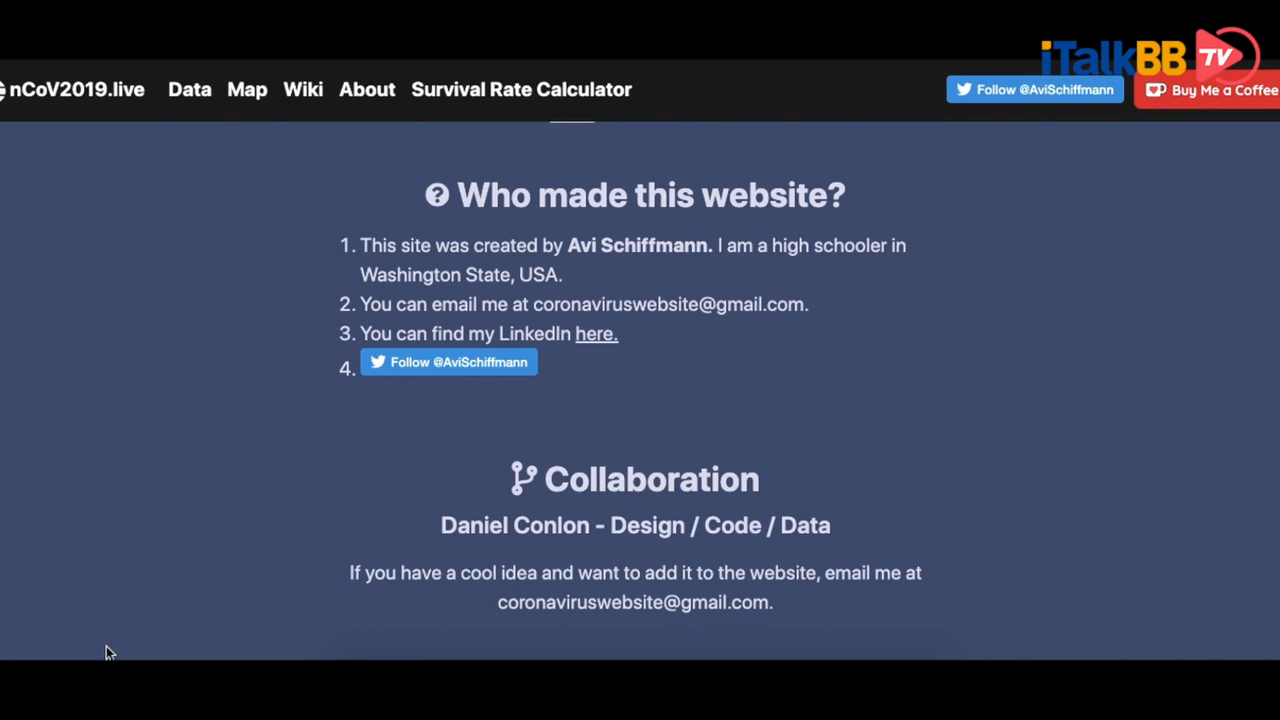 iTalkBB TV
nCoV2019.live Data Map Wiki About Survival Rate Calculator Follow @AviSchiffmann Buy Me a Coffee
Who made this website?
1. This site was created by Avi Schiffmann. I am a high schooler in
Washington State, USA.
2. You can email me at coronaviruswebsite@gmail.com.
3. You can find my LinkedIn here.
4. Follow @AviSchiffmann
Collaboration
Daniel Conlon - Design / Code / Data
If you have a cool idea and want to add it to the website, email me at
coronaviruswebsite@gmail.com.